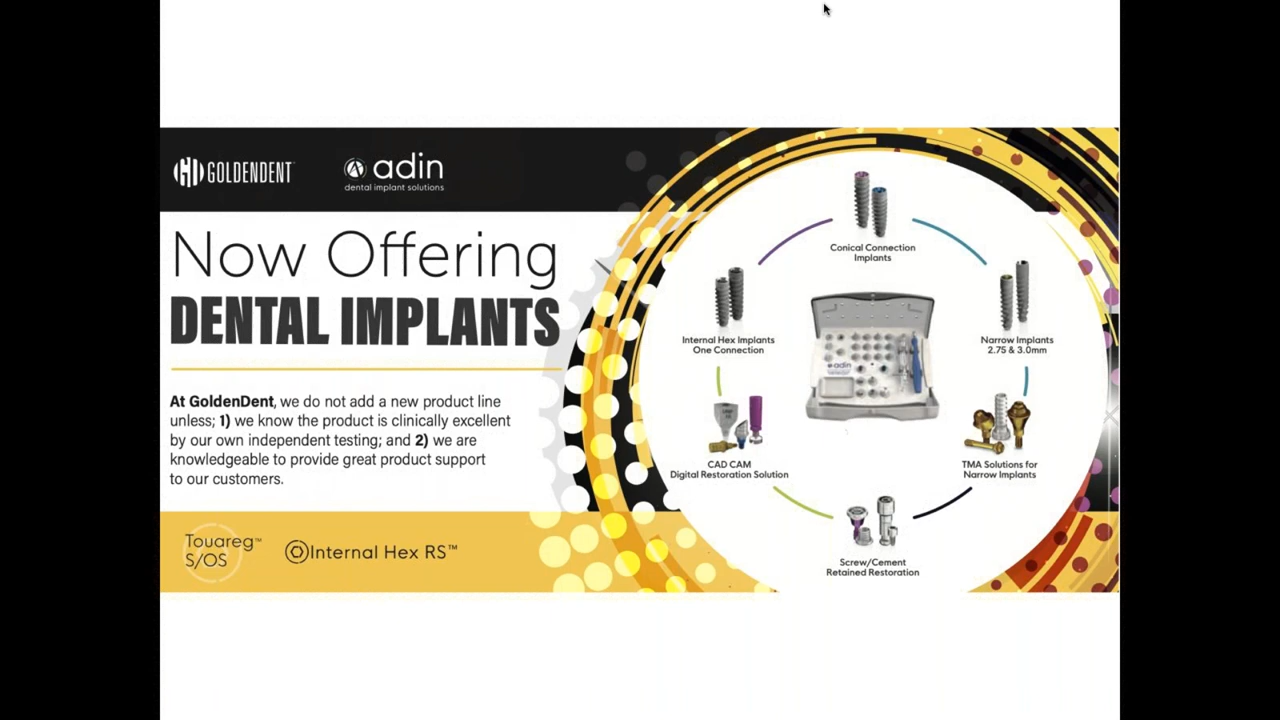 GOLDENDENT
adin
dental implant solutions
Now Offering
DENTAL IMPLANTS
At GoldenDent, we do not add a new product line
unless; 1) we know the product is clinically excellent
by our own independent testing; and 2) we are
knowledgeable to provide great product support
to our customers.
Touareg™
S/OS
Internal Hex RS™
Conical Connection
Implants
Internal Hex Implants
One Connection
Narrow Implants
2.75 & 3.0mm
adin
CAD CAM
Digital Restoration Solution
TMA Solutions for
Narrow Implants
Screw/Cement
Retained Restoration